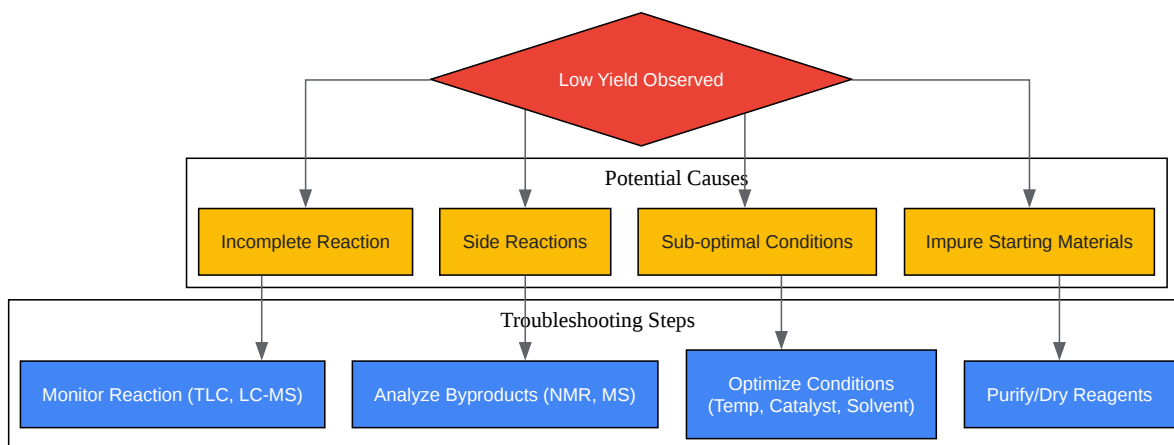 Low Yield Observed
Potential Causes
Incomplete Reaction
Side Reactions
Sub-optimal Conditions
Impure Starting Materials
Troubleshooting Steps
Monitor Reaction (TLC, LC-MS)
Analyze Byproducts (NMR, MS)
Optimize Conditions
(Temp, Catalyst, Solvent)
Purify/Dry Reagents